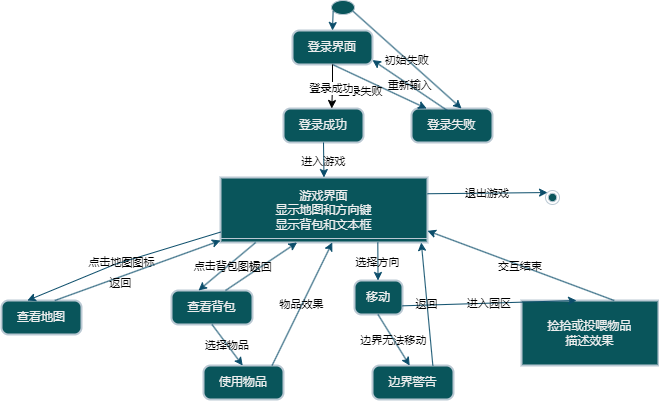 登录界面
初始失败
登录成功
登录失败
重新输入
登录成功
登录失败
进入游戏
游戏界面
显示地图和方向键
显示背包和文本框
退出游戏
点击地图图标
返回
点击背包图标
返回
选择方向
交互结束
查看地图
查看背包
物品效果
移动
返回
进入园区
捡拾或投喂物品
描述效果
选择物品
边界无法移动
使用物品
边界警告